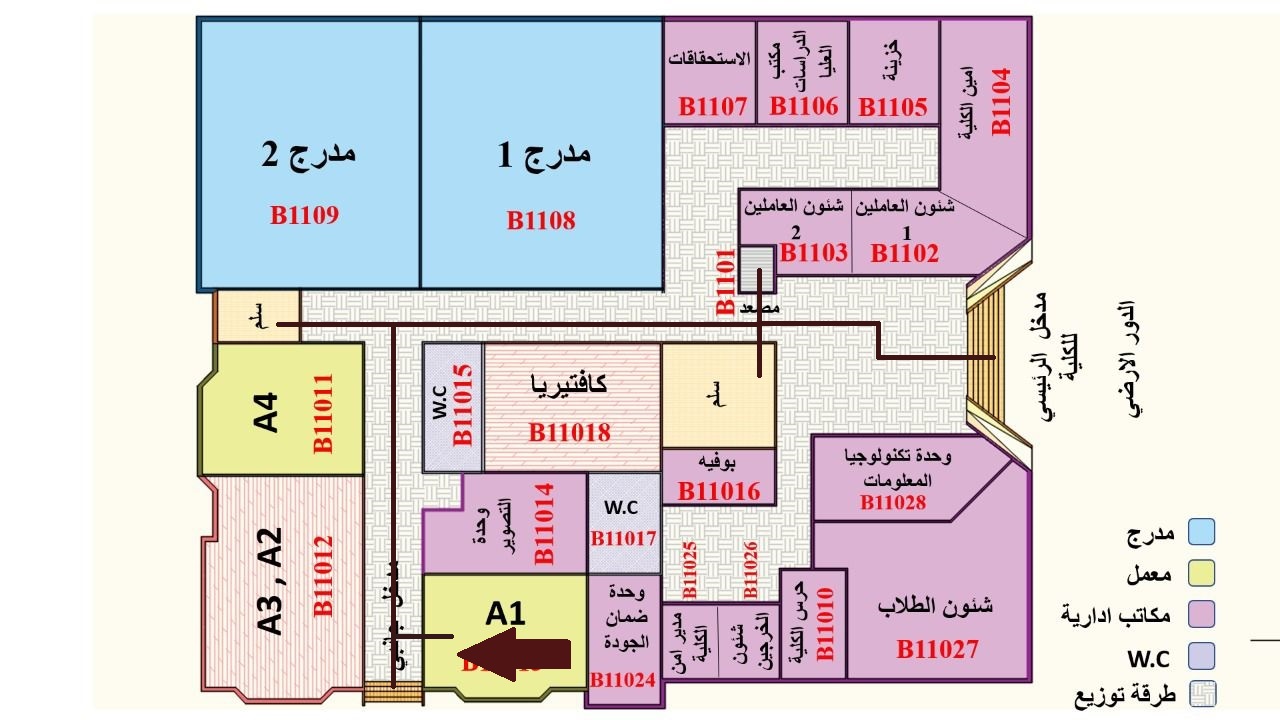 مدرج 2
B1109
مدرج 1
B1108
الاستحقاقات
B1107
مكتب
الدراسات
العليا
B1106
خزينة
B1105
امين الكلية
B1104
شئون العاملين
2
B1103
شئون العاملين
1
B1102
B1101
مصعد
سلم
مدخل الرئيسي
للكلية
الدور الارضي
A4
B11011
W.C
B11015
كافتيريا
B11018
سلم
بوفيه
B11016
وحدة تكنولوجيا
المعلومات
B11028
A3 , A2
B11012
مدخل جانبي
وحدة
التصوير
B11014
W.C
B11017
B11025
B11026
A1
وحدة
ضمان
الجودة
B11024
مدير امن
الكلية
شئون
الخرجين
حرس الكلية
B11010
شئون الطلاب
B11027
مدرج
معمل
مكاتب ادارية
W.C
طرقة توزيع